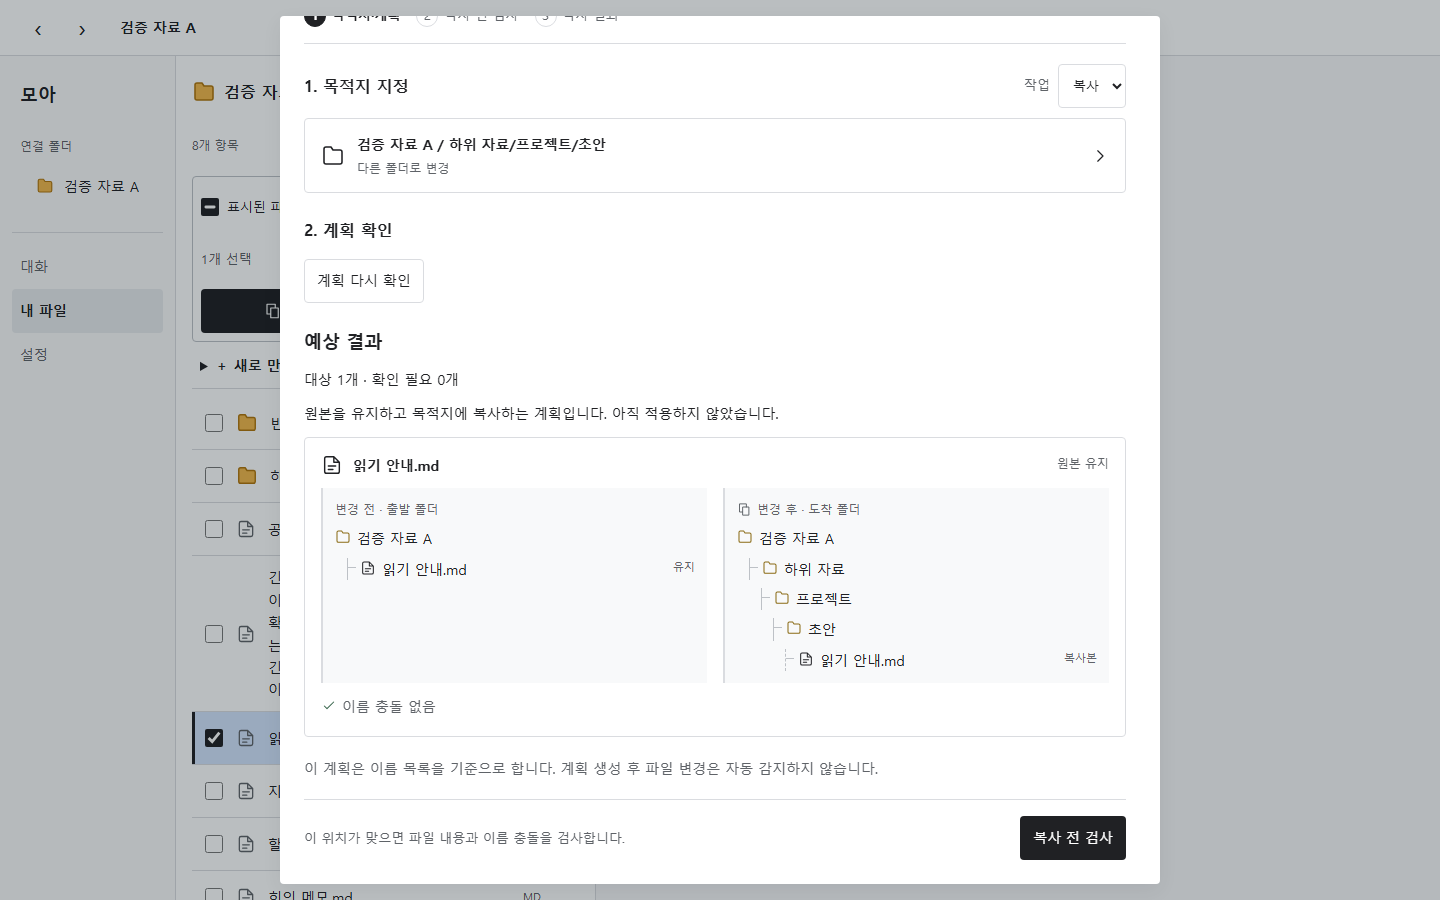 검증 자료 A
모아
연결 폴더
검증 자료 A
대화
내 파일
설정
검증 자
8개 항목
표시된 파
1개 선택
+ 새로 만
MD
1. 목적지 지정
작업
복사
검증 자료 A / 하위 자료/프로젝트/초안
다른 폴더로 변경
2. 계획 확인
계획 다시 확인
예상 결과
대상 1개 · 확인 필요 0개
원본을 유지하고 목적지에 복사하는 계획입니다. 아직 적용하지 않았습니다.
읽기 안내.md
원본 유지
변경 전 · 출발 폴더
검증 자료 A
읽기 안내.md
유지
변경 후 · 도착 폴더
검증 자료 A
하위 자료
프로젝트
초안
읽기 안내.md
복사본
이름 충돌 없음
이 계획은 이름 목록을 기준으로 합니다. 계획 생성 후 파일 변경은 자동 감지하지 않습니다.
이 위치가 맞으면 파일 내용과 이름 충돌을 검사합니다.
복사 전 검사